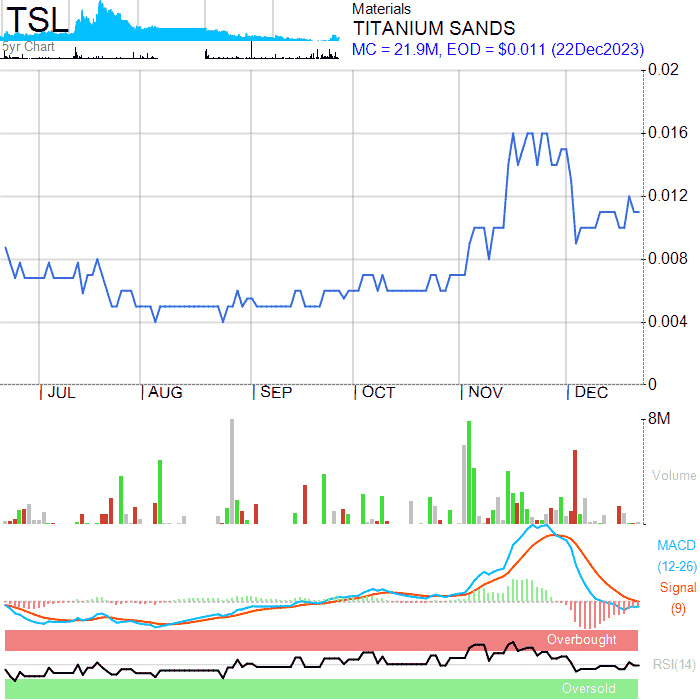 TSL
5yr Chart
Materials
TITANIUM SANDS
MC = 21.9M, EOD = $0.011 (22Dec2023)
0.02
0.016
0.012
0.008
0.004
0
JUL AUG SEP OCT NOV DEC
8M
Volume
MACD
(12-26)
Signal
(9)
Overbought
RSI(14)
Oversold